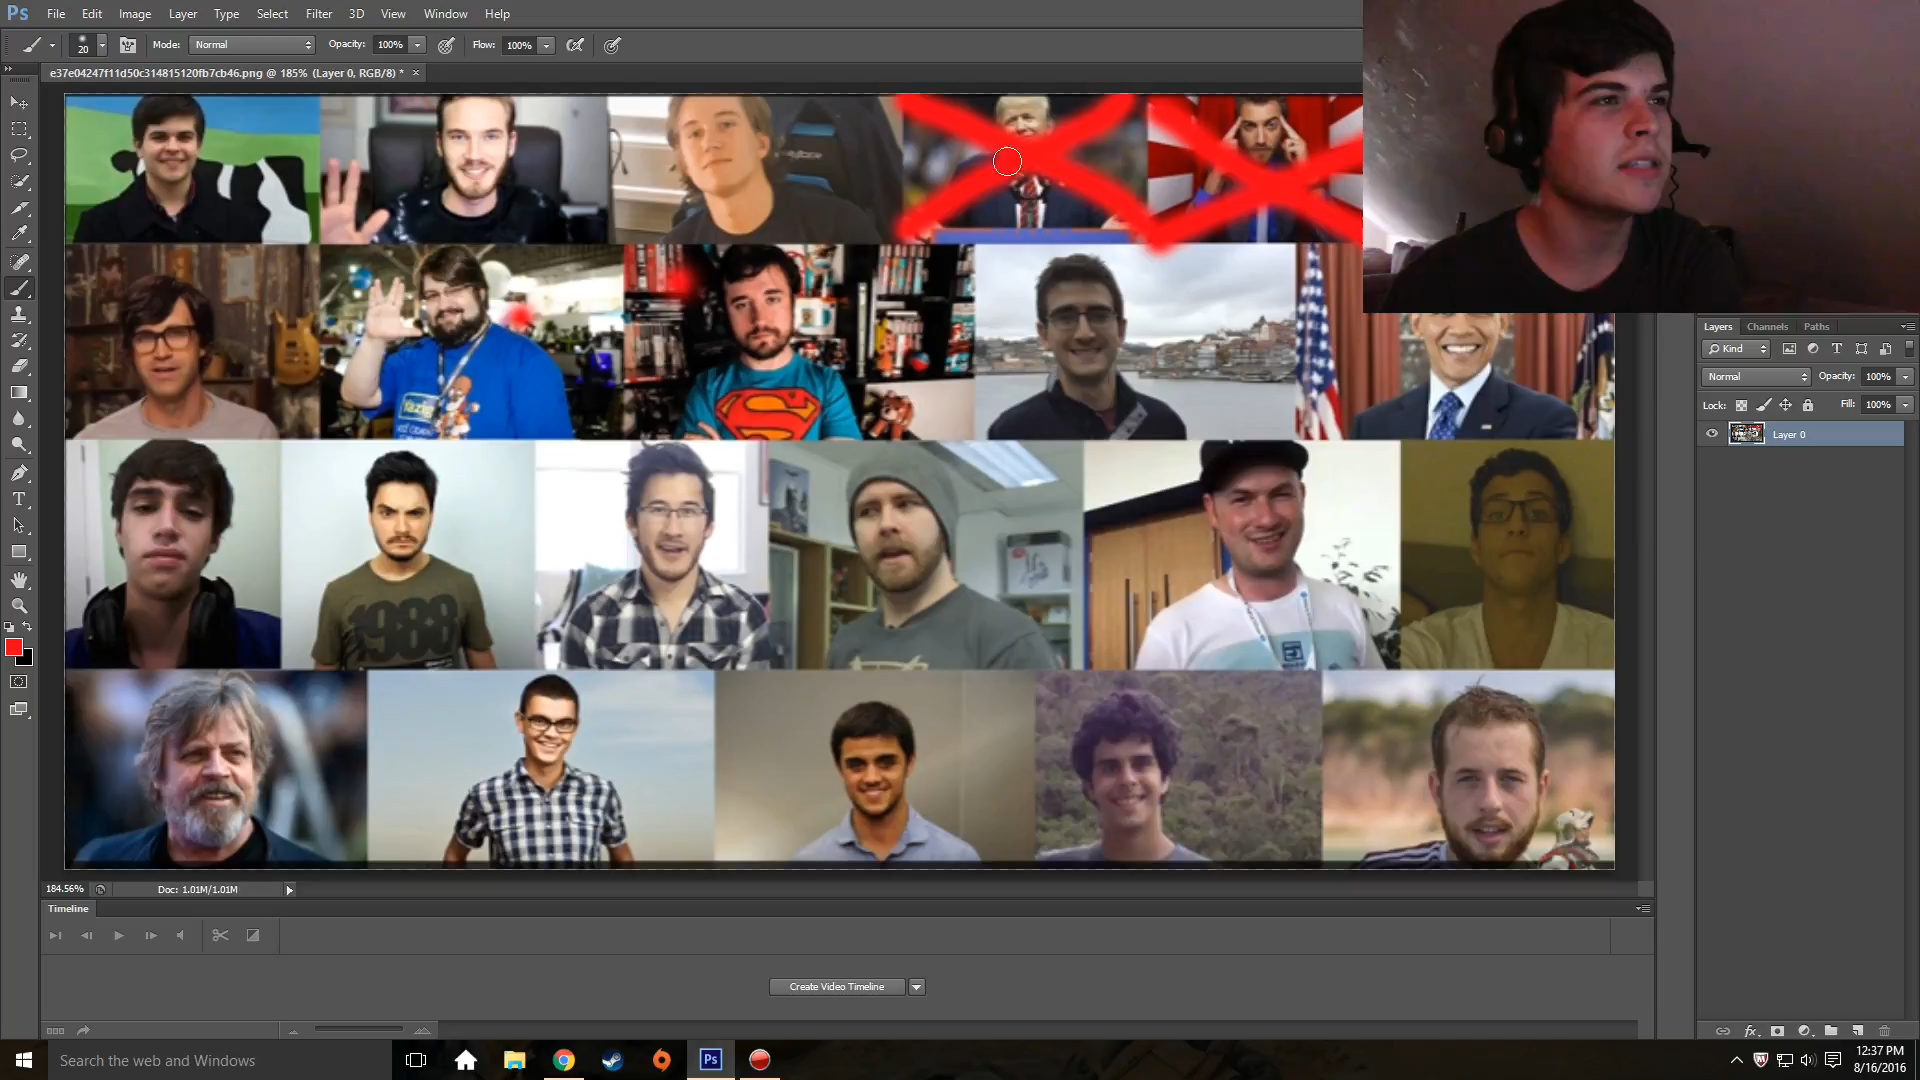 Ps File Edit Image Layer Type Select Filter 3D View Window Help
20 Mode: Normal Opacity: 100% Flow: 100%
e37e04247f11d50c314815120fb7cb46.png @ 185% (Layer 0, RGB/8) * ×
Layers Channels Paths
Kind
Normal Opacity: 100%
Lock: Fill: 100%
Layer 0
1988
184.56% Doc: 1.01M/1.01M
Timeline
Create Video Timeline
Search the web and Windows
Ps
12:37 PM
8/16/2016